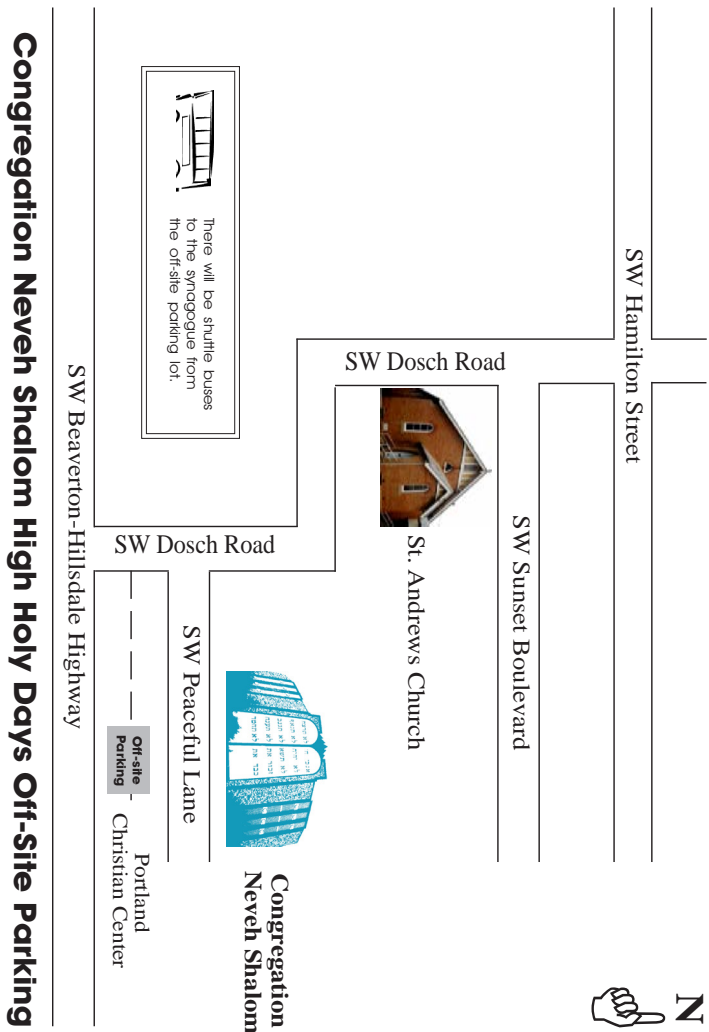 N
SW Hamilton Street
SW Sunset Boulevard
SW Dosch Road
St. Andrews Church
Congregation
Neveh Shalom
There will be shuttle buses
to the synagogue from
the off-site parking lot.
SW Dosch Road
SW Peaceful Lane
Off-site
Parking
Portland
Christian Center
SW Beaverton-Hillsdale Highway
Congregation Neveh Shalom High Holy Days Off-Site Parking